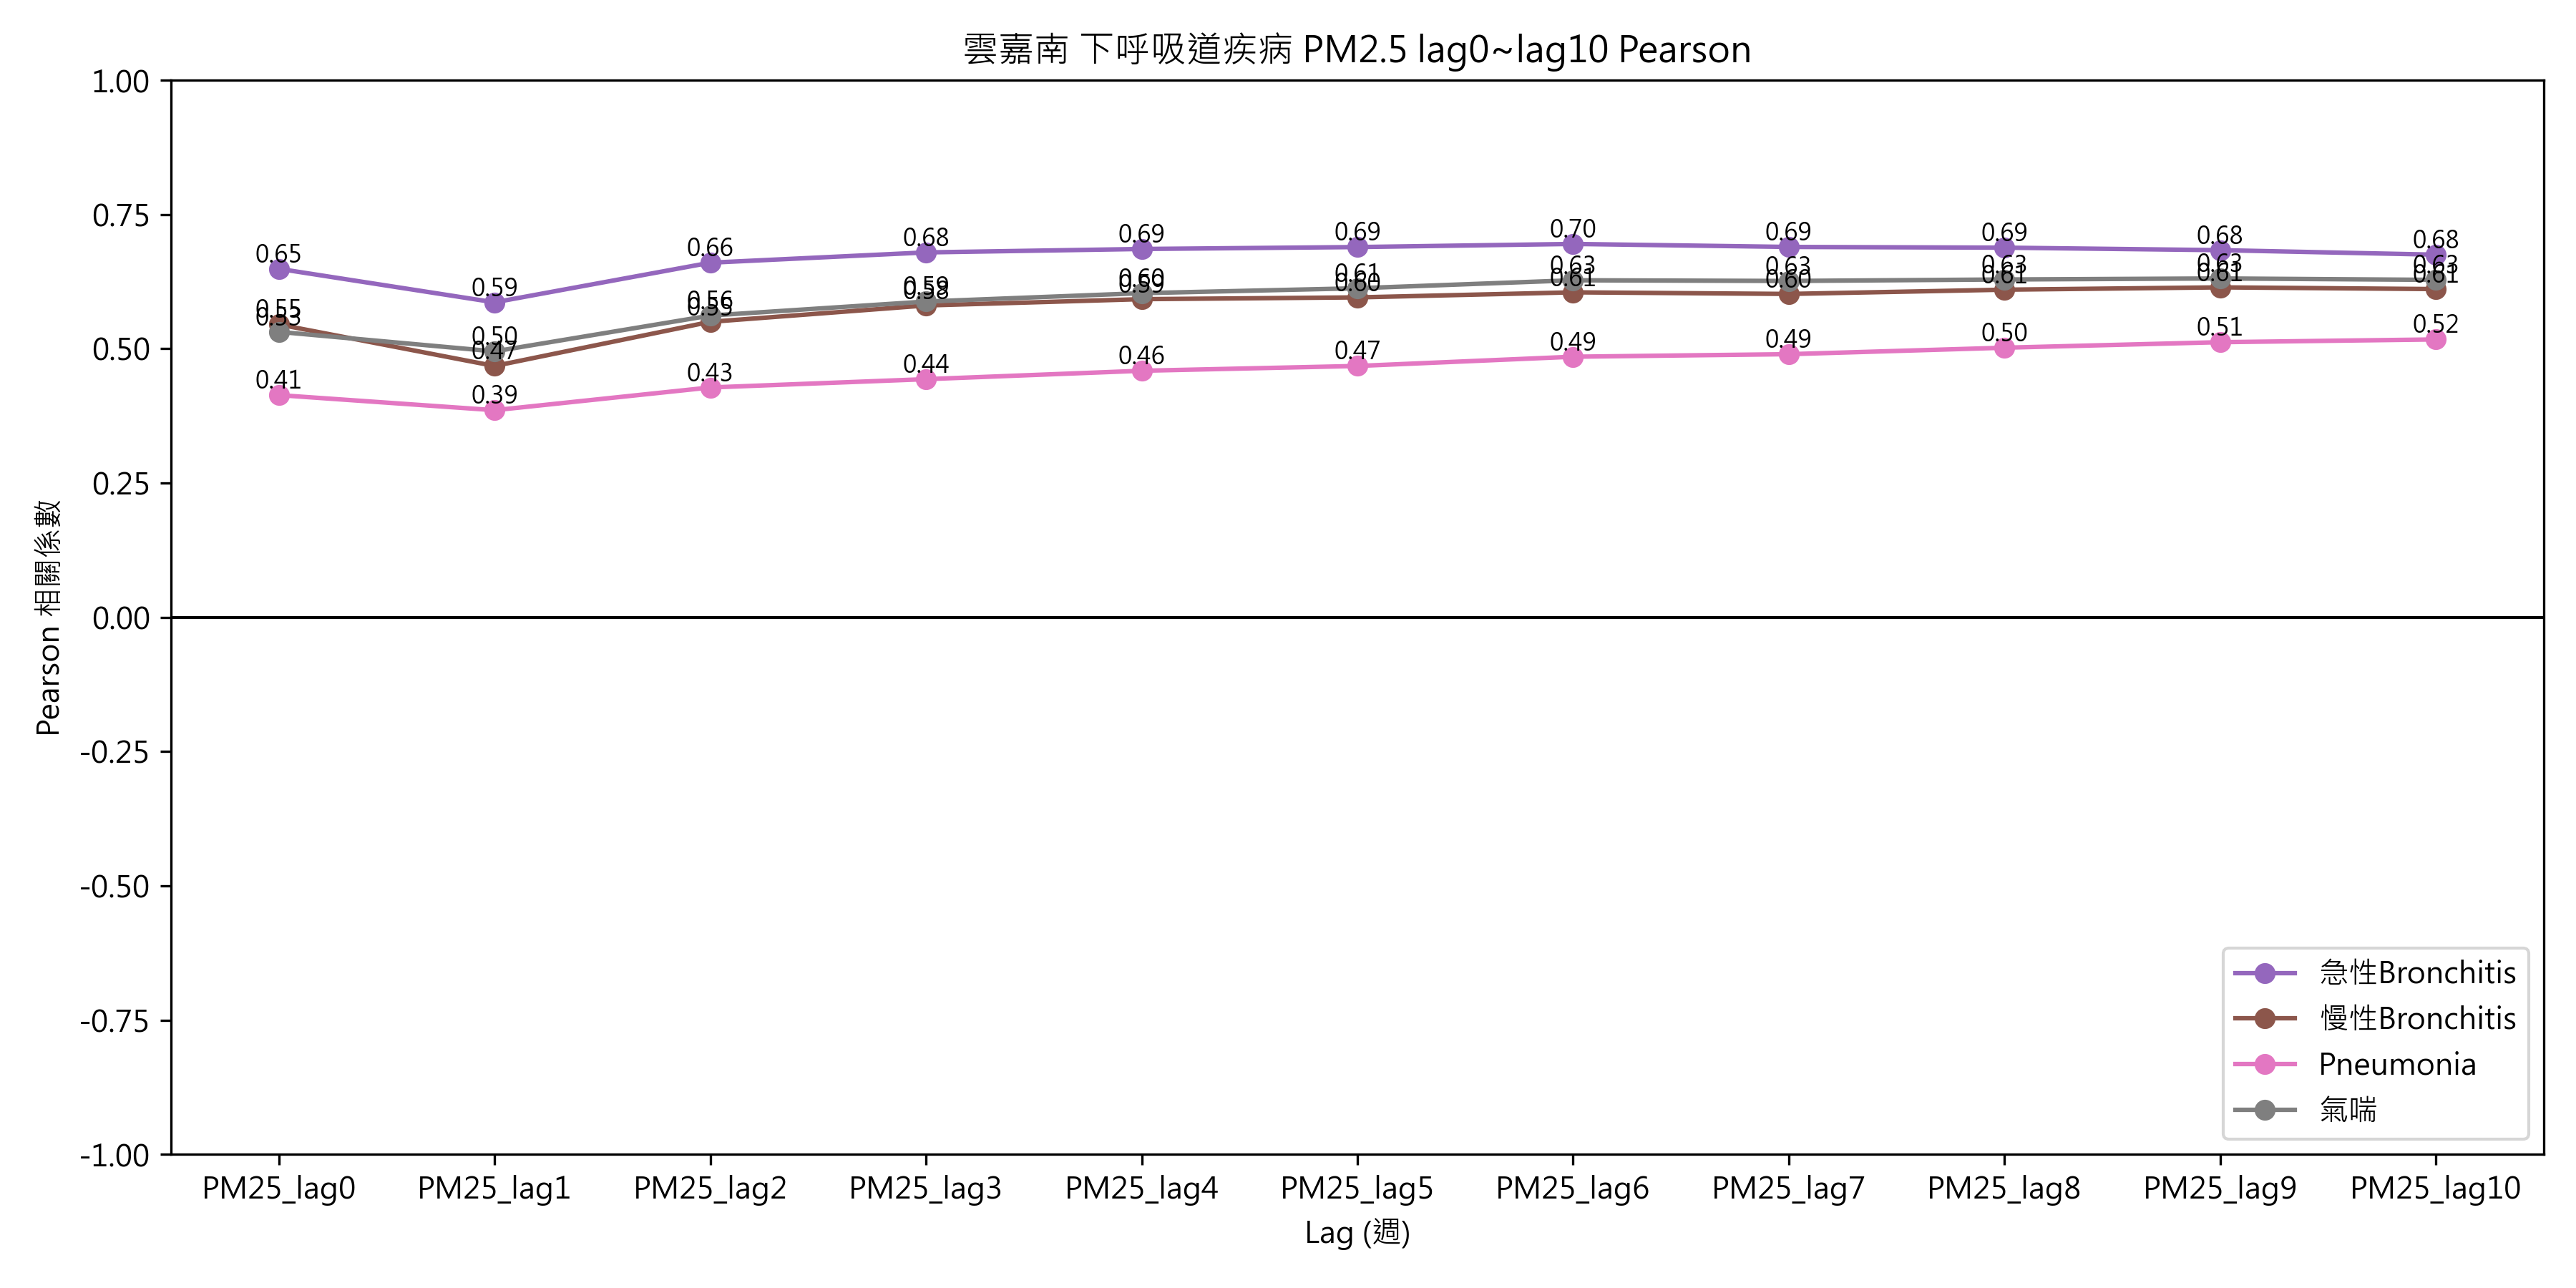 雲嘉南 下呼吸道疾病 PM2.5 lag0~lag10 Pearson
Pearson 相關係數
1.00
0.75
0.50
0.25
0.00
-0.25
-0.50
-0.75
-1.00
0.65
0.59
0.66
0.68
0.69
0.69
0.70
0.69
0.69
0.68
0.68
0.55
0.47
0.55
0.58
0.59
0.60
0.61
0.60
0.61
0.61
0.61
0.41
0.39
0.43
0.44
0.46
0.47
0.49
0.49
0.50
0.51
0.52
0.53
0.50
0.56
0.59
0.60
0.61
0.63
0.63
0.63
0.63
0.63
急性Bronchitis
慢性Bronchitis
Pneumonia
氣喘
PM25_lag0
PM25_lag1
PM25_lag2
PM25_lag3
PM25_lag4
PM25_lag5
PM25_lag6
PM25_lag7
PM25_lag8
PM25_lag9
PM25_lag10
Lag (週)